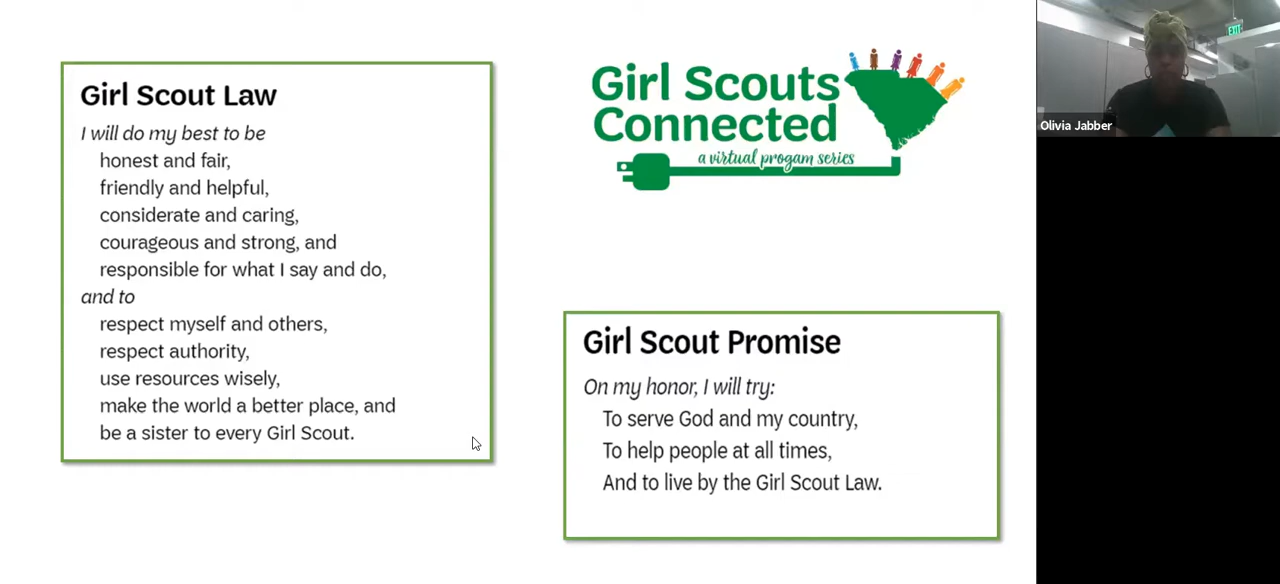 Girl Scout Law
I will do my best to be
honest and fair,
friendly and helpful,
considerate and caring,
courageous and strong, and
responsible for what I say and do,
and to
respect myself and others,
respect authority,
use resources wisely,
make the world a better place, and
be a sister to every Girl Scout.
Girl Scouts
Connected
a virtual progam series
Girl Scout Promise
On my honor, I will try:
To serve God and my country,
To help people at all times,
And to live by the Girl Scout Law.
EXIT
Olivia Jabber